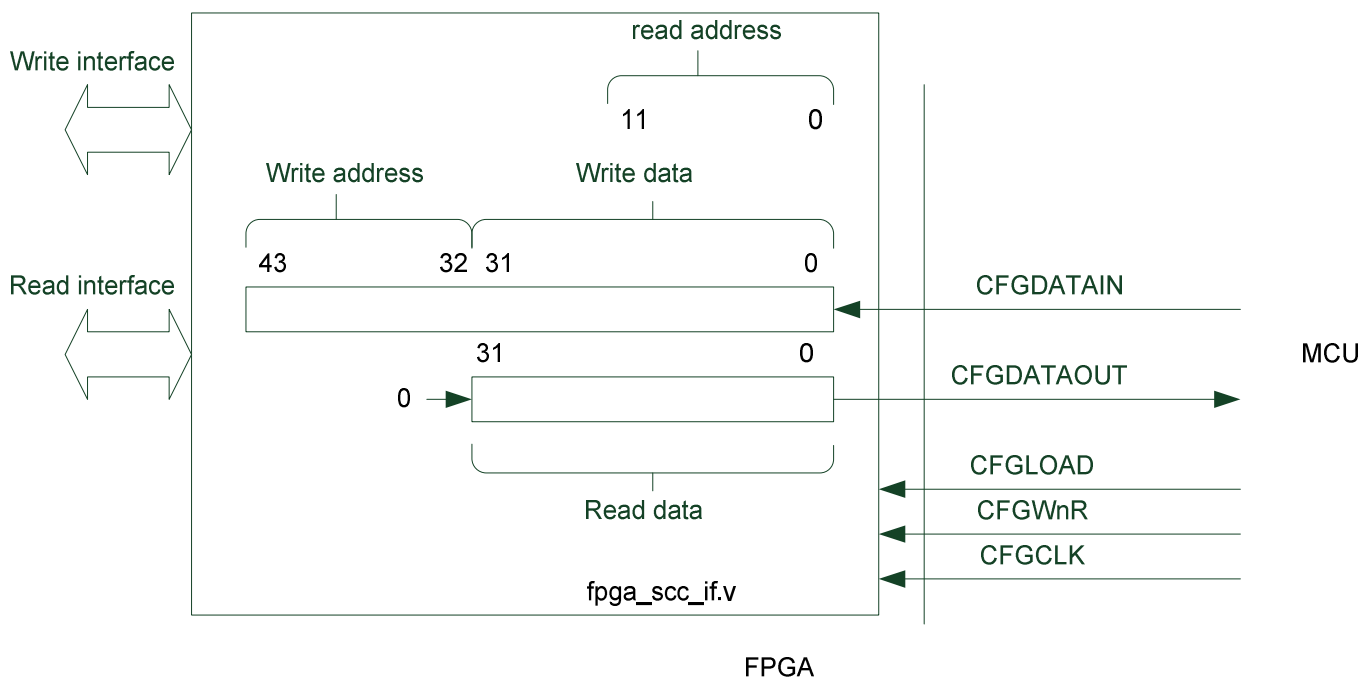 read address
Write interface
11 0
Write address Write data
43 32 31 0
Read interface
CFGDATAIN
31 0
MCU
CFGDATAOUT
0
CFGLOAD
Read data
CFGWnR
CFGCLK
fpga_scc_if.v
FPGA